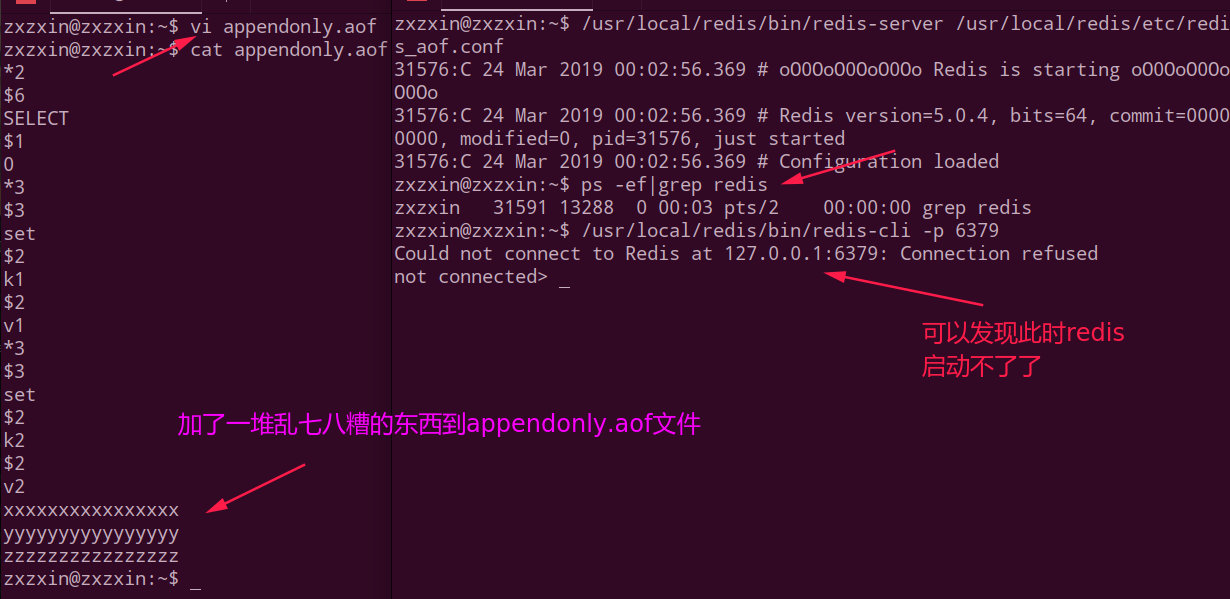 zxzxin@zxzxin:~$ vi appendonly.aof
zxzxin@zxzxin:~$ cat appendonly.aof
*2
$6
SELECT
$1
0
*3
$3
set
$2
k1
$2
v1
*3
$3
set
$2
k2
$2
v2
xxxxxxxxxxxxxxxx
yyyyyyyyyyyyyyyy
zzzzzzzzzzzzzzzz
zxzxin@zxzxin:~$ _
加了一堆乱七八糟的东西到appendonly.aof文件
zxzxin@zxzxin:~$ /usr/local/redis/bin/redis-server /usr/local/redis/etc/redi
s_aof.conf
31576:C 24 Mar 2019 00:02:56.369 # oO0OoO0OoO0Oo Redis is starting oO0OoO0Oo
O0Oo
31576:C 24 Mar 2019 00:02:56.369 # Redis version=5.0.4, bits=64, commit=0000
0000, modified=0, pid=31576, just started
31576:C 24 Mar 2019 00:02:56.369 # Configuration loaded
zxzxin@zxzxin:~$ ps -ef|grep redis
zxzxin   31591 13288  0 00:03 pts/2    00:00:00 grep redis
zxzxin@zxzxin:~$ /usr/local/redis/bin/redis-cli -p 6379
Could not connect to Redis at 127.0.0.1:6379: Connection refused
not connected> _
可以发现此时redis
启动不了了